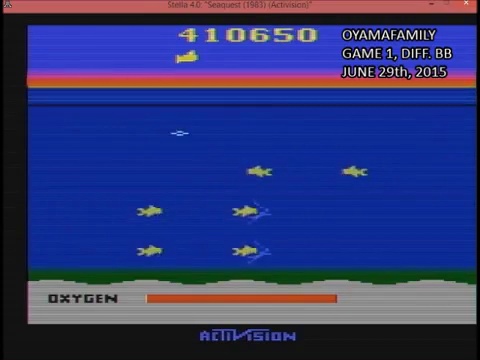 Stella 4.0: "Seaquest (1983) (Activision)"
410650
OYAMAFAMILY
GAME 1, DIFF. BB
JUNE 29th, 2015
OXYGEN
ACTIVISION